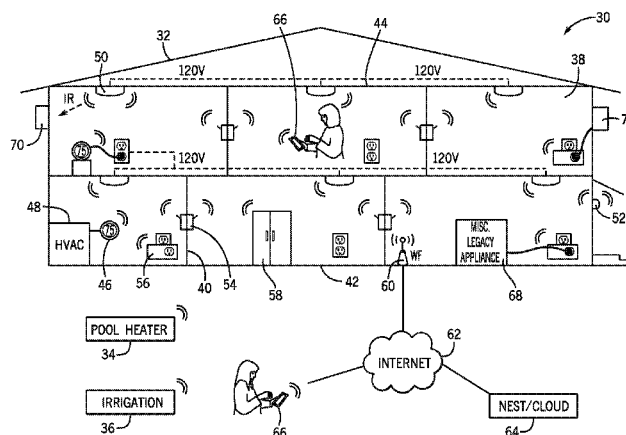 30
32
66
44
50
38
120V
120V
IR
70
75
120V
120V
48
HVAC
75
52
MISC.
LEGACY
APPLIANCE
WF
46
56
40
54
58
42
60
68
POOL HEATER
34
62
INTERNET
IRRIGATION
36
66
NEST/CLOUD
64